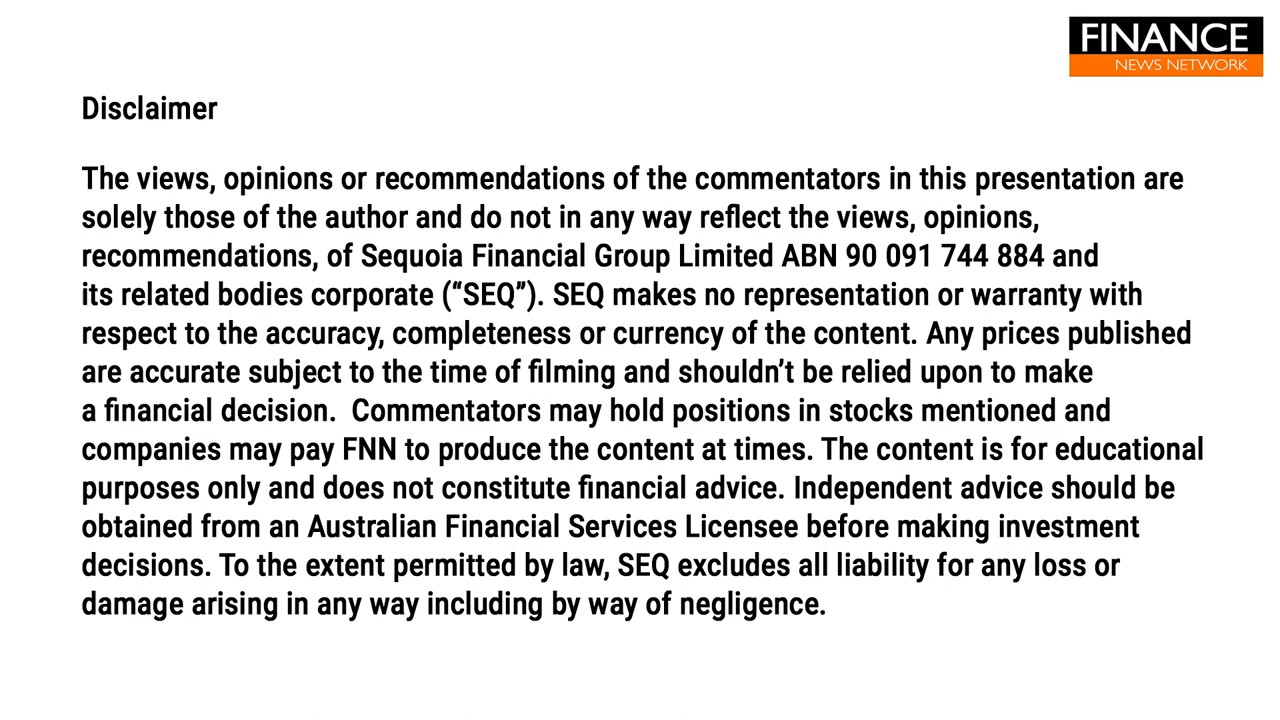 FINANCE
NEWS NETWORK
Disclaimer
The views, opinions or recommendations of the commentators in this presentation are
solely those of the author and do not in any way reflect the views, opinions,
recommendations, of Sequoia Financial Group Limited ABN 90 091 744 884 and
its related bodies corporate (“SEQ”). SEQ makes no representation or warranty with
respect to the accuracy, completeness or currency of the content. Any prices published
are accurate subject to the time of filming and shouldn’t be relied upon to make
a financial decision.  Commentators may hold positions in stocks mentioned and
companies may pay FNN to produce the content at times. The content is for educational
purposes only and does not constitute financial advice. Independent advice should be
obtained from an Australian Financial Services Licensee before making investment
decisions. To the extent permitted by law, SEQ excludes all liability for any loss or
damage arising in any way including by way of negligence.